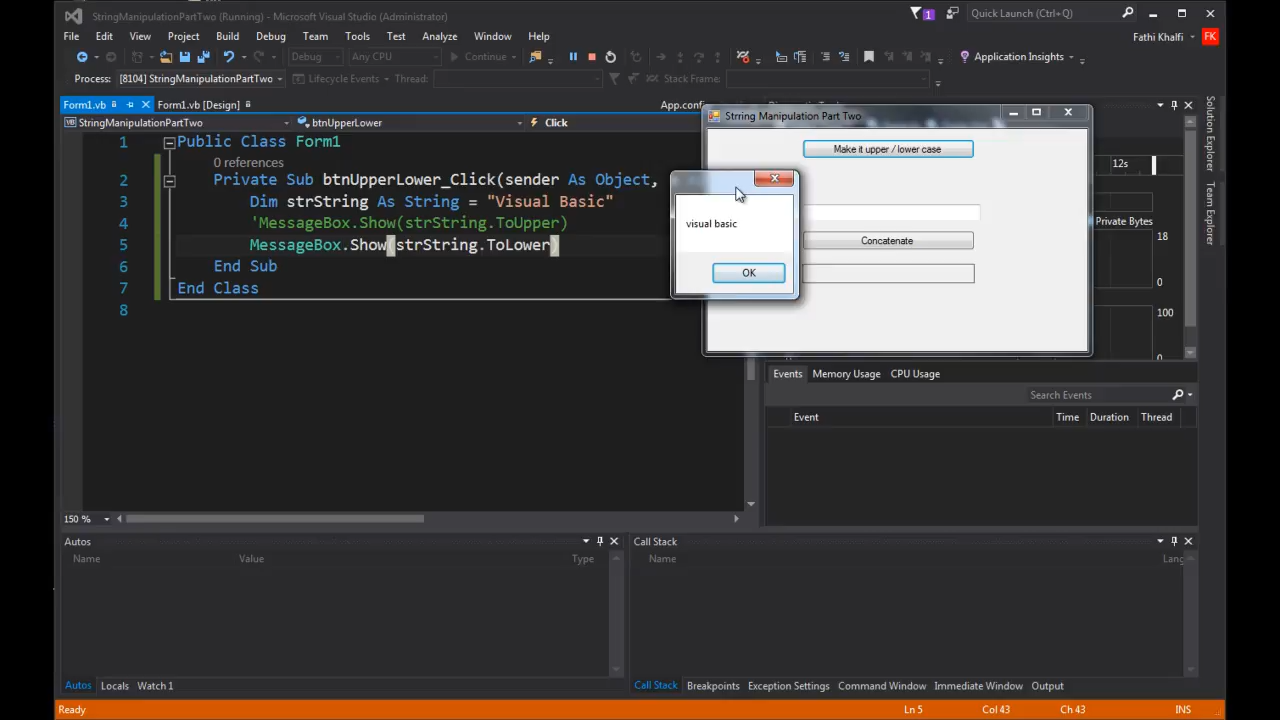 StringManipulationPartTwo (Running) - Microsoft Visual Studio (Administrator)
1
Quick Launch (Ctrl+Q)
File Edit View Project Build Debug Team Tools Test Analyze Window Help
Fathi Khalfi FK
Debug Any CPU Continue Application Insights
Process: [8104] StringManipulationPartTwo Lifecycle Events Thread: Stack Frame:
Form1.vb Form1.vb [Design]
StringManipulationPartTwo btnUpperLower Click
1 Public Class Form1
0 references
2 Private Sub btnUpperLower_Click(sender As Object,
3 Dim strString As String = "Visual Basic"
4 'MessageBox.Show(strString.ToUpper)
5 MessageBox.Show(strString.ToLower)
6 End Sub
7 End Class
8
150 %
Strring Manipulation Part Two
Make it upper / lower case
Concatenate
visual basic
OK
12s
Private Bytes
18
0
100
0
Events Memory Usage CPU Usage
Search Events
Event Time Duration Thread
Solution Explorer
Team Explorer
Autos
Name Value Type
Call Stack
Name
Autos Locals Watch 1
Call Stack Breakpoints Exception Settings Command Window Immediate Window Output
Ready Ln 5 Col 43 Ch 43 INS